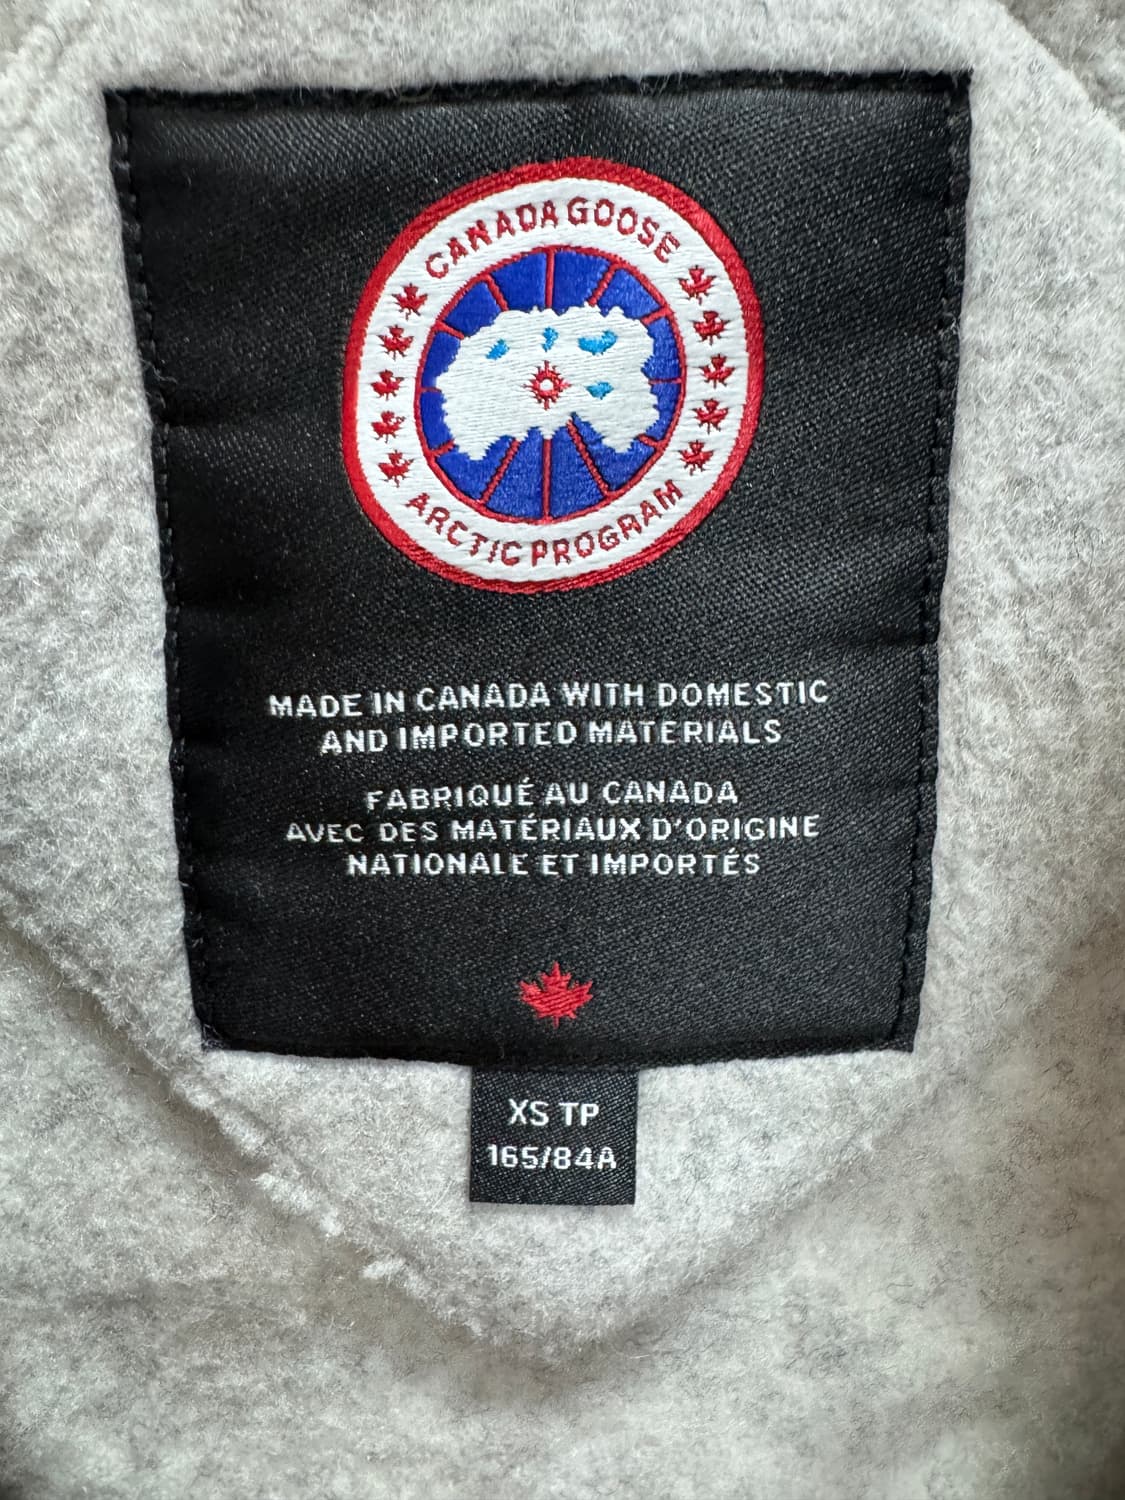 CANADA GOOSE
ARCTIC PROGRAM
MADE IN CANADA WITH DOMESTIC
AND IMPORTED MATERIALS
FABRIQUÉ AU CANADA
AVEC DES MATÉRIAUX D'ORIGINE
NATIONALE ET IMPORTÉS
XS TP
165/84A